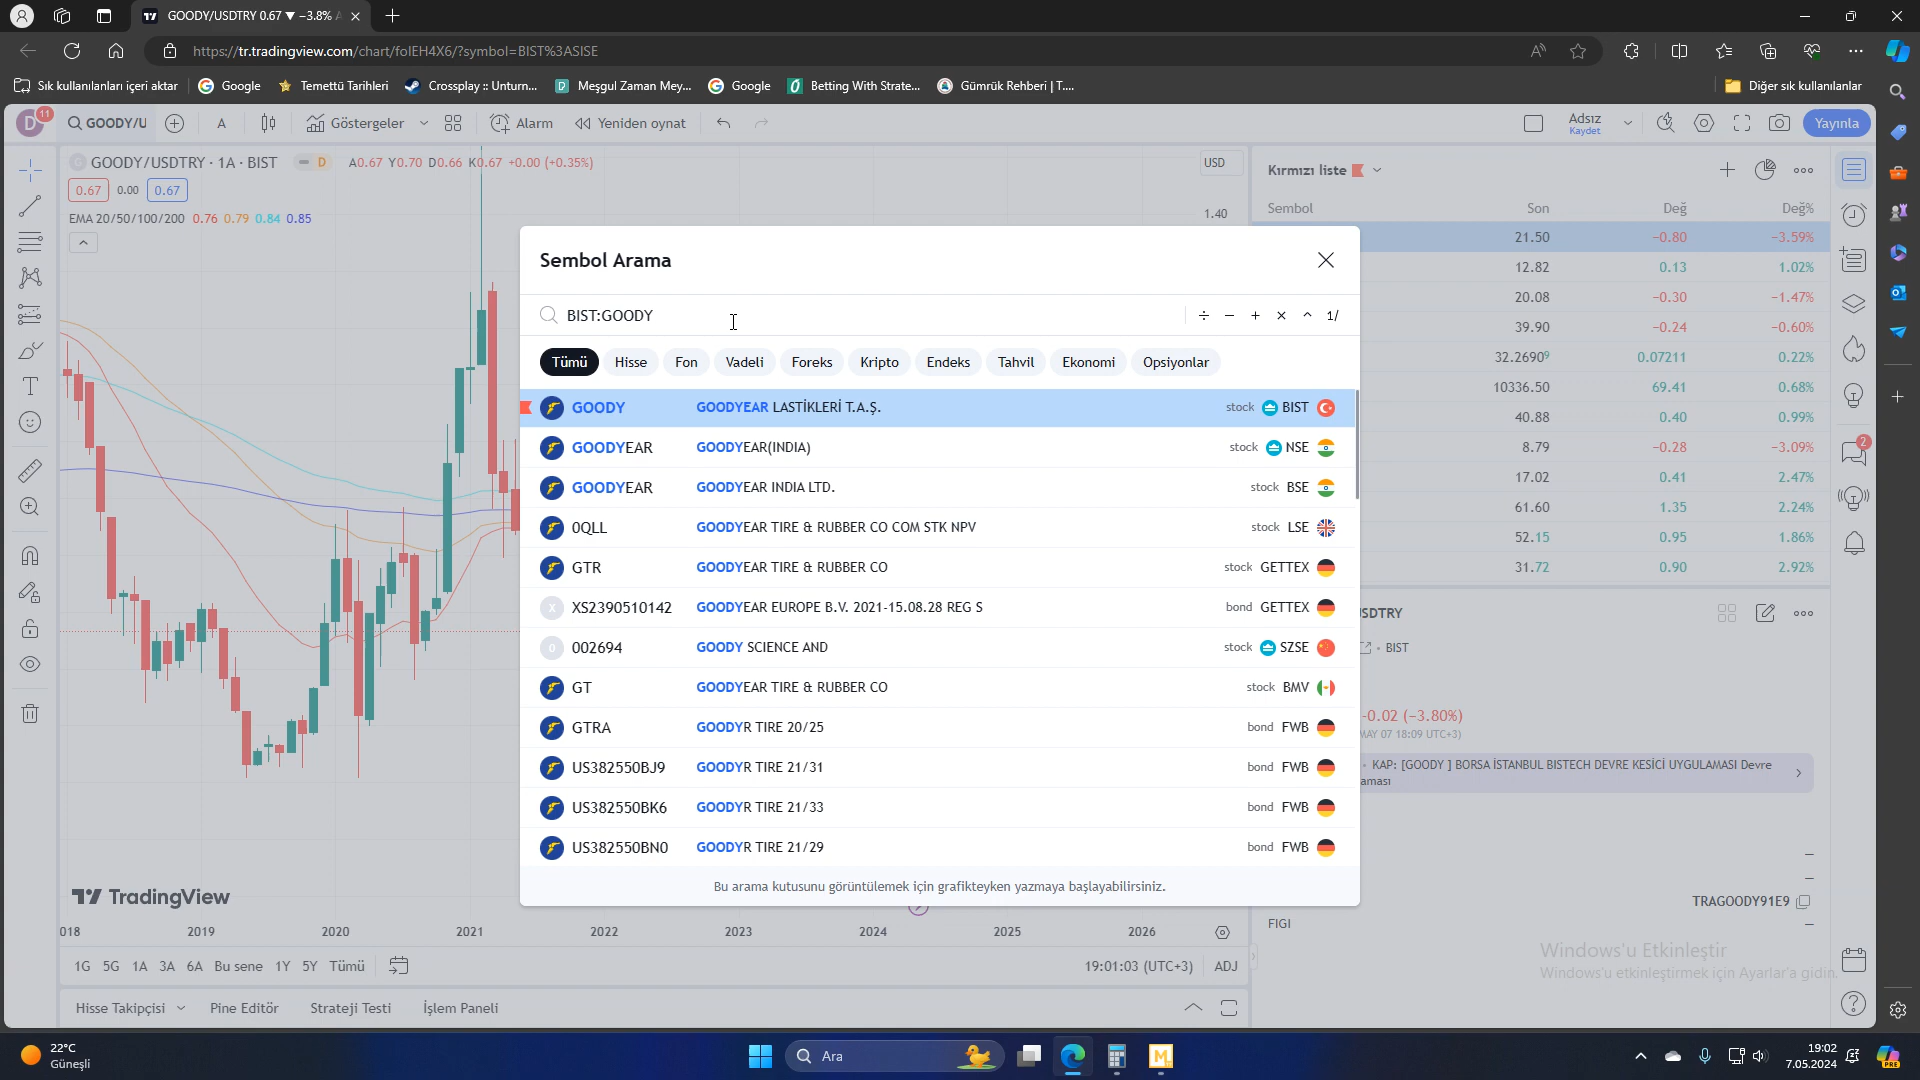 GOODY/USDTRY 0.67 ▼ −3.8% A
https://tr.tradingview.com/chart/folEH4X6/?symbol=BIST%3ASISE
Sık kullanılanları içeri aktar
Google
Temettü Tarihleri
Crossplay :: Unturn...
Meşgul Zaman Mey...
Google
Betting With Strate...
Gümrük Rehberi | T....
Diğer sık kullanılanlar
D 11
GOODY/U
A
Göstergeler
Alarm
Yeniden oynat
Adsız
Kaydet
Yayınla
GOODY/USDTRY · 1A · BIST
D
A0.67 Y0.70 D0.66 K0.67 +0.00 (+0.35%)
USD
0.67 0.00 0.67
EMA 20/50/100/200 0.76 0.79 0.84 0.85
1.40
Kırmızı liste
Sembol Son Değ Değ%
21.50 −0.80 −3.59%
12.82 0.13 1.02%
20.08 −0.30 −1.47%
39.90 −0.24 −0.60%
32.2690⁹ 0.07211 0.22%
10336.50 69.41 0.68%
40.88 0.40 0.99%
8.79 −0.28 −3.09%
17.02 0.41 2.47%
61.60 1.35 2.24%
52.15 0.95 1.86%
31.72 0.90 2.92%
2
Sembol Arama
BIST:GOODY
÷ − + × ^ 1/
Tümü Hisse Fon Vadeli Foreks Kripto Endeks Tahvil Ekonomi Opsiyonlar
GOODY GOODYEAR LASTİKLERİ T.A.Ş. stock BIST
GOODYEAR GOODYEAR(INDIA) stock NSE
GOODYEAR GOODYEAR INDIA LTD. stock BSE
0QLL GOODYEAR TIRE & RUBBER CO COM STK NPV stock LSE
GTR GOODYEAR TIRE & RUBBER CO stock GETTEX
X XS2390510142 GOODYEAR EUROPE B.V. 2021-15.08.28 REG S bond GETTEX
0 002694 GOODY SCIENCE AND stock SZSE
GT GOODYEAR TIRE & RUBBER CO stock BMV
GTRA GOODYR TIRE 20/25 bond FWB
US382550BJ9 GOODYR TIRE 21/31 bond FWB
US382550BK6 GOODYR TIRE 21/33 bond FWB
US382550BN0 GOODYR TIRE 21/29 bond FWB
Bu arama kutusunu görüntülemek için grafikteyken yazmaya başlayabilirsiniz.
SDTRY
· BIST
-0.02 (−3.80%)
MAY 07 18:09 UTC+3)
· KAP: [GOODY ] BORSA İSTANBUL BISTECH DEVRE KESİCİ UYGULAMASI Devre
aması
—
—
TRAGOODY91E9
FIGI —
TradingView
018 2019 2020 2021 2022 2023 2024 2025 2026
1G 5G 1A 3A 6A Bu sene 1Y 5Y Tümü
19:01:03 (UTC+3) ADJ
Windows'u Etkinleştir
Windows'u etkinleştirmek için Ayarlar'a gidin.
Hisse Takipçisi
Pine Editör
Strateji Testi
İşlem Paneli
22°C
Güneşli
Ara
19:02
7.05.2024
PRE